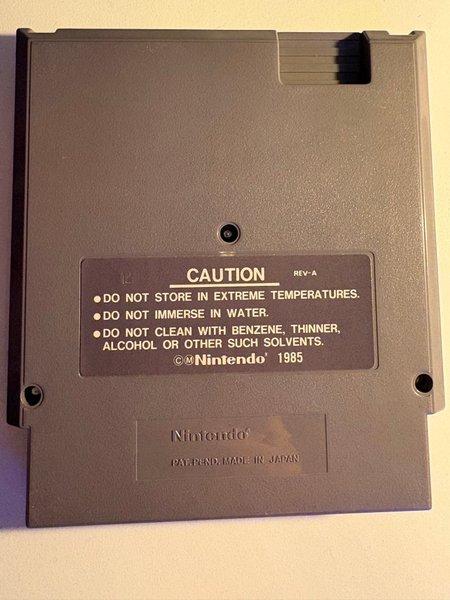 CAUTION REV-A
● DO NOT STORE IN EXTREME TEMPERATURES.
● DO NOT IMMERSE IN WATER.
● DO NOT CLEAN WITH BENZENE, THINNER,
ALCOHOL OR OTHER SUCH SOLVENTS.
©Ⓜ Nintendo® 1985
Nintendo®
PAT. PEND. MADE IN JAPAN